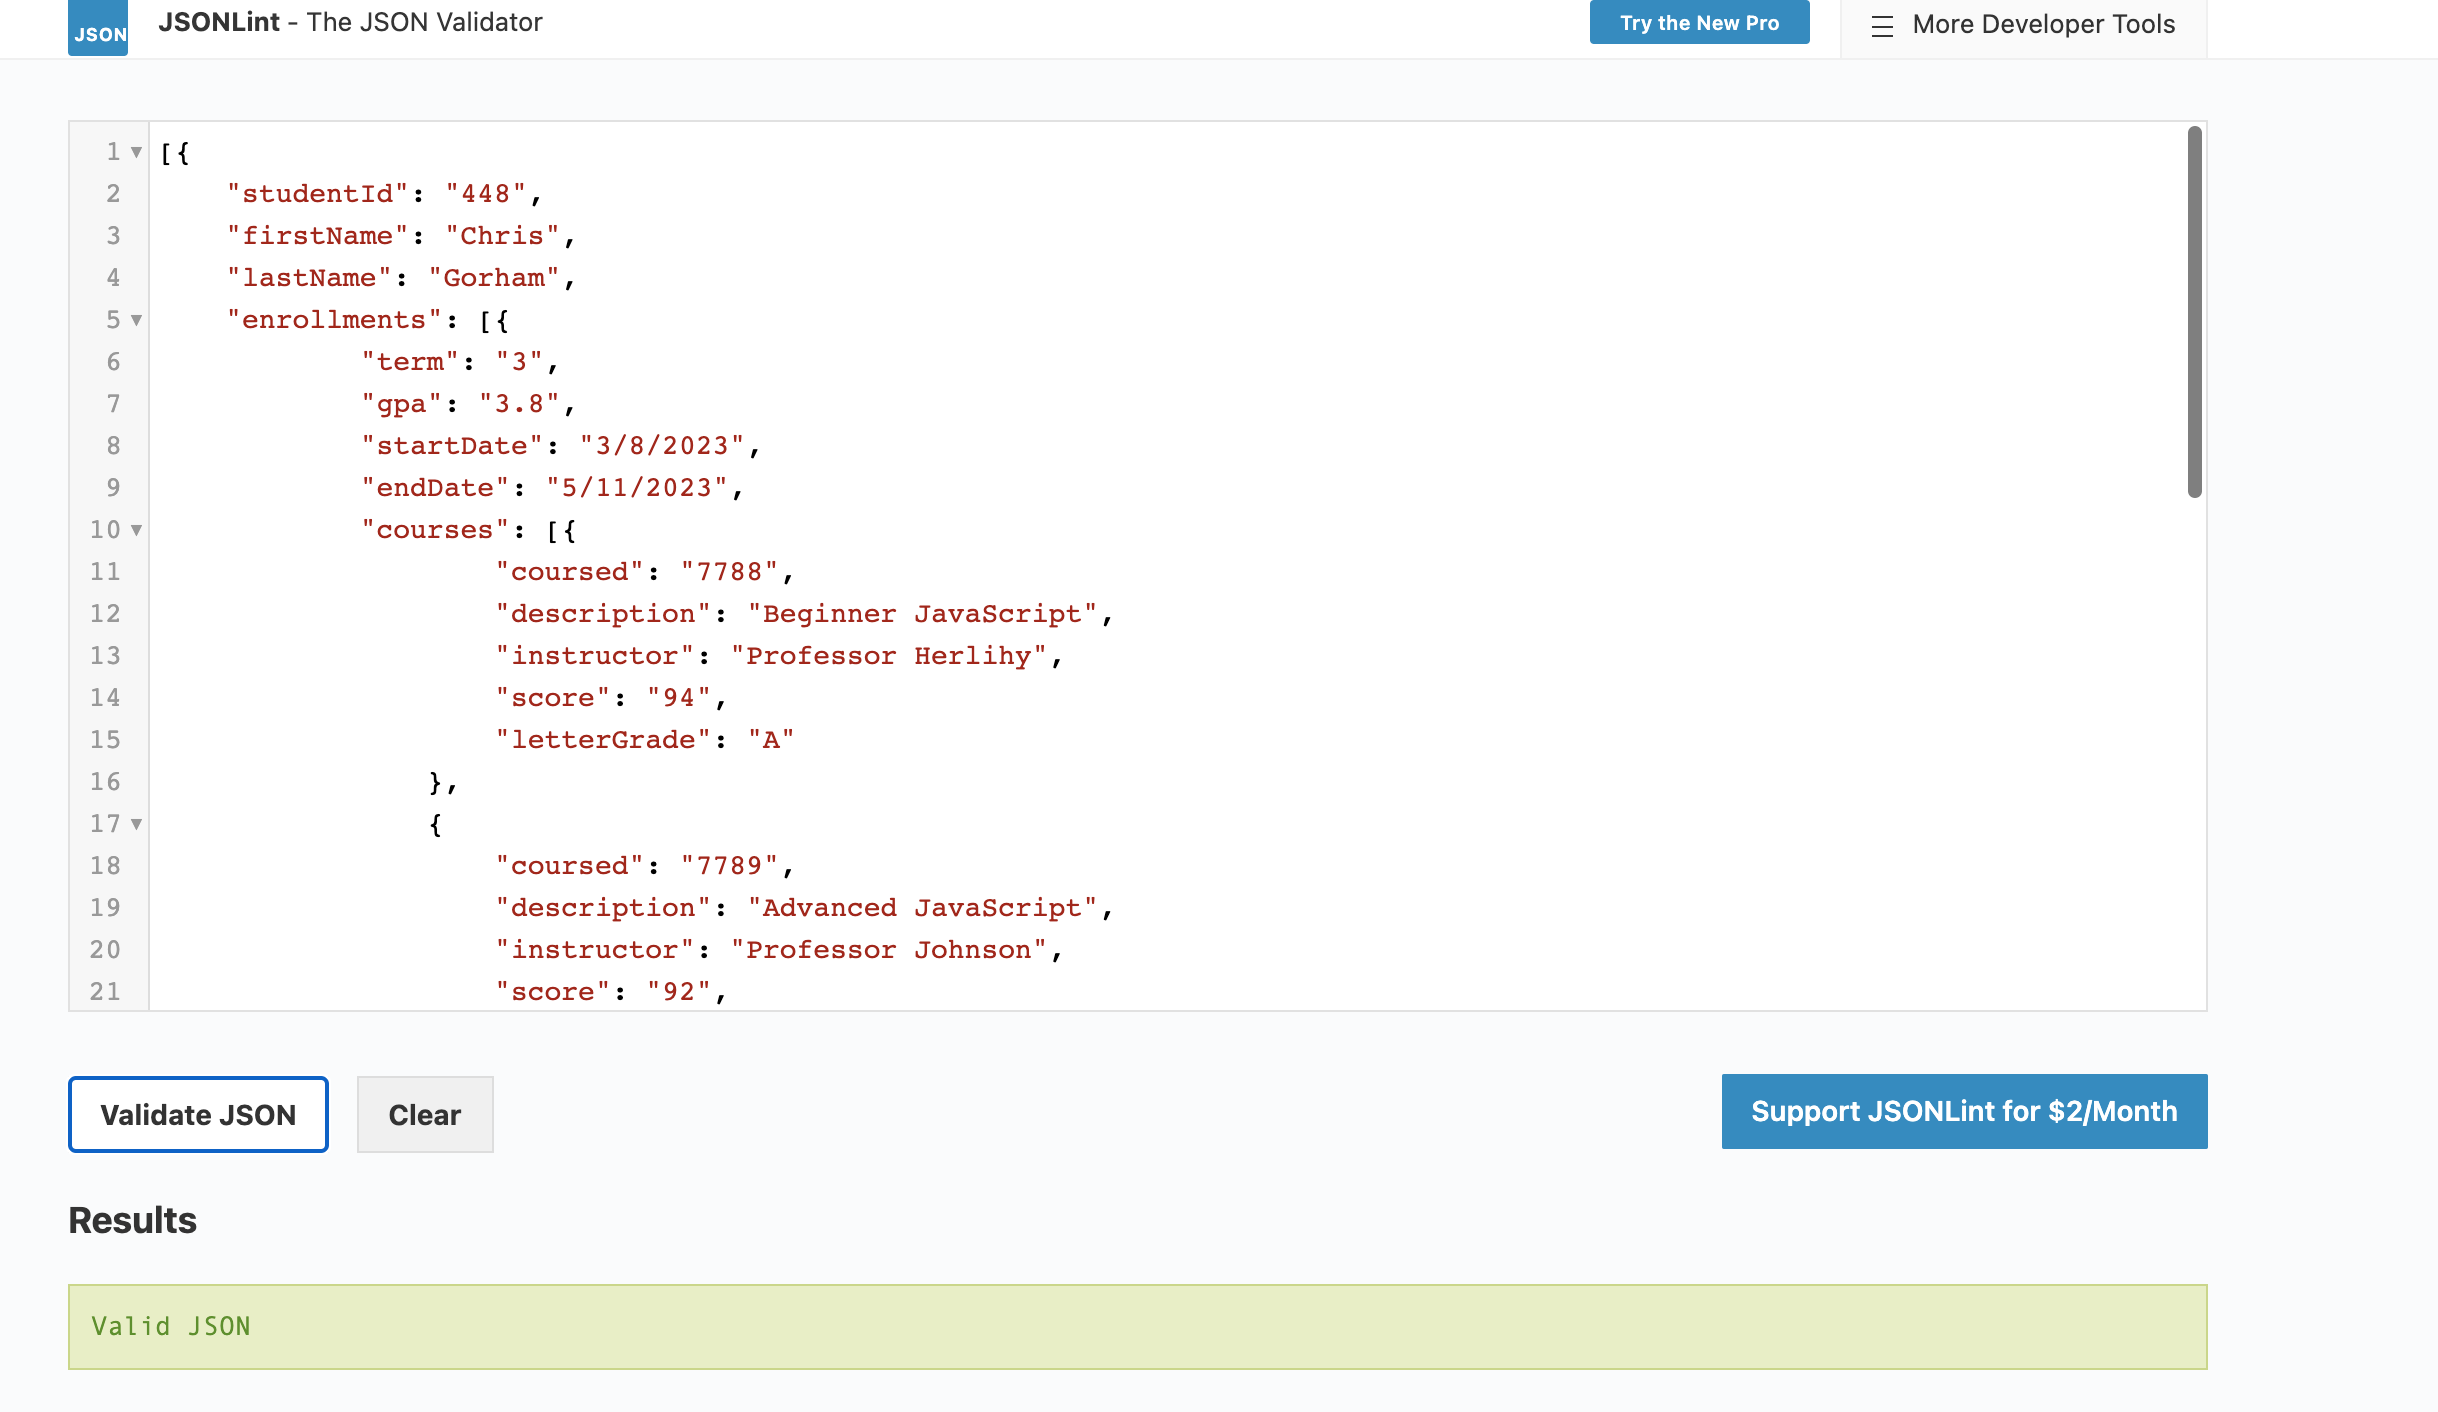 JSON
JSONLint - The JSON Validator
Try the New Pro
More Developer Tools
1 [{
2 "studentId": "448",
3 "firstName": "Chris",
4 "lastName": "Gorham",
5 "enrollments": [{
6 "term": "3",
7 "gpa": "3.8",
8 "startDate": "3/8/2023",
9 "endDate": "5/11/2023",
10 "courses": [{
11 "coursed": "7788",
12 "description": "Beginner JavaScript",
13 "instructor": "Professor Herlihy",
14 "score": "94",
15 "letterGrade": "A"
16 },
17 {
18 "coursed": "7789",
19 "description": "Advanced JavaScript",
20 "instructor": "Professor Johnson",
21 "score": "92",
Validate JSON
Clear
Support JSONLint for $2/Month
Results
Valid JSON